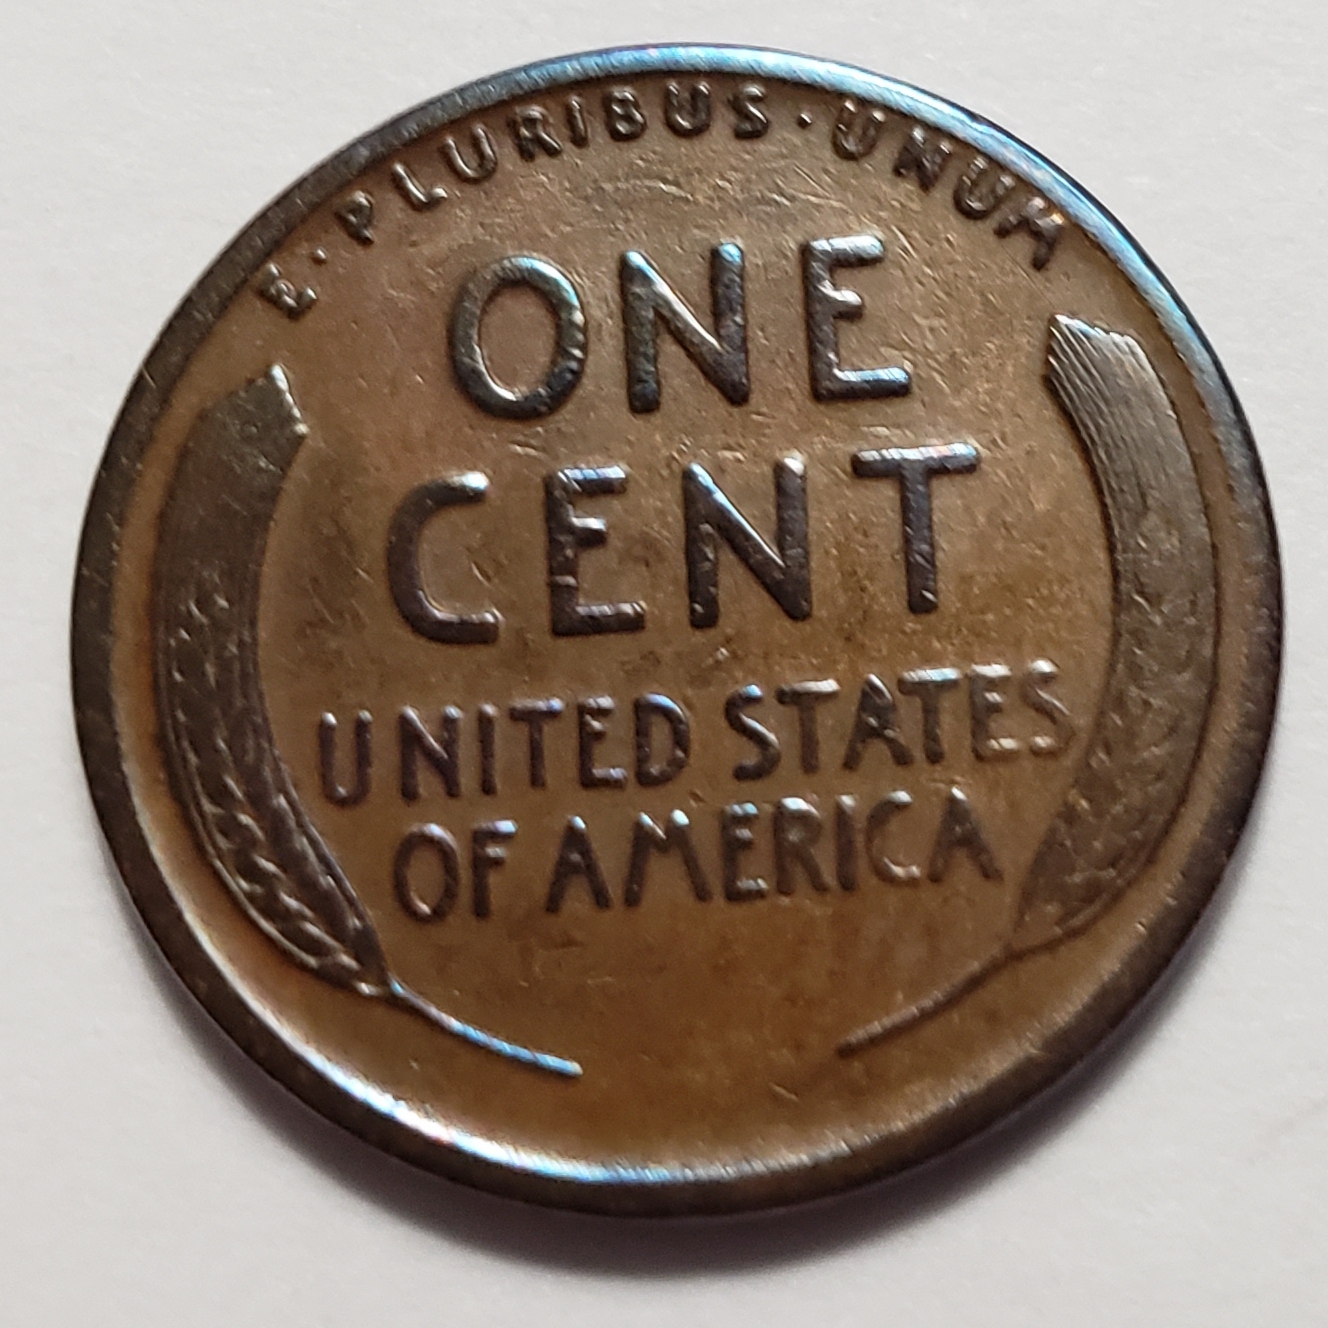 E·PLURIBUS·UNUM
ONE
CENT
UNITED STATES
OF AMERICA